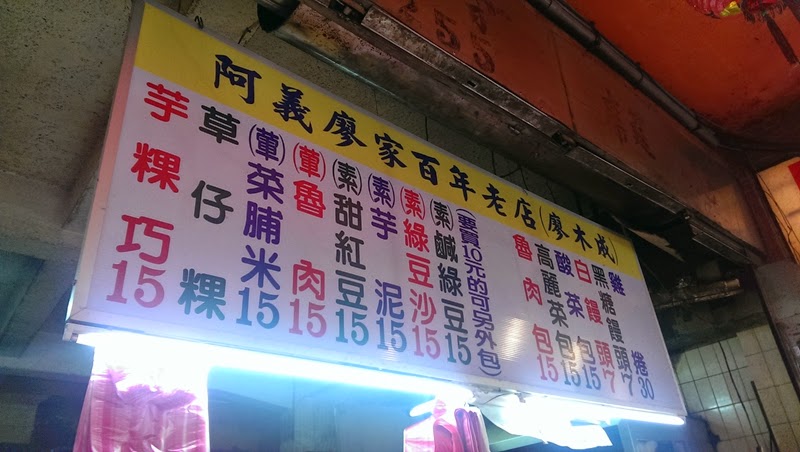 阿義廖家百年老店(廖木成)
芋粿巧15
草仔粿
(葷)菜脯米15
(葷)魯肉15
(素)甜紅豆15
(素)芋泥15
(素)綠豆沙15
(素)鹹綠豆15
(要買10元的可另外包)
魯肉包15
高麗菜包15
酸菜包15
白饅頭7
黑糖饅頭7
雞捲30